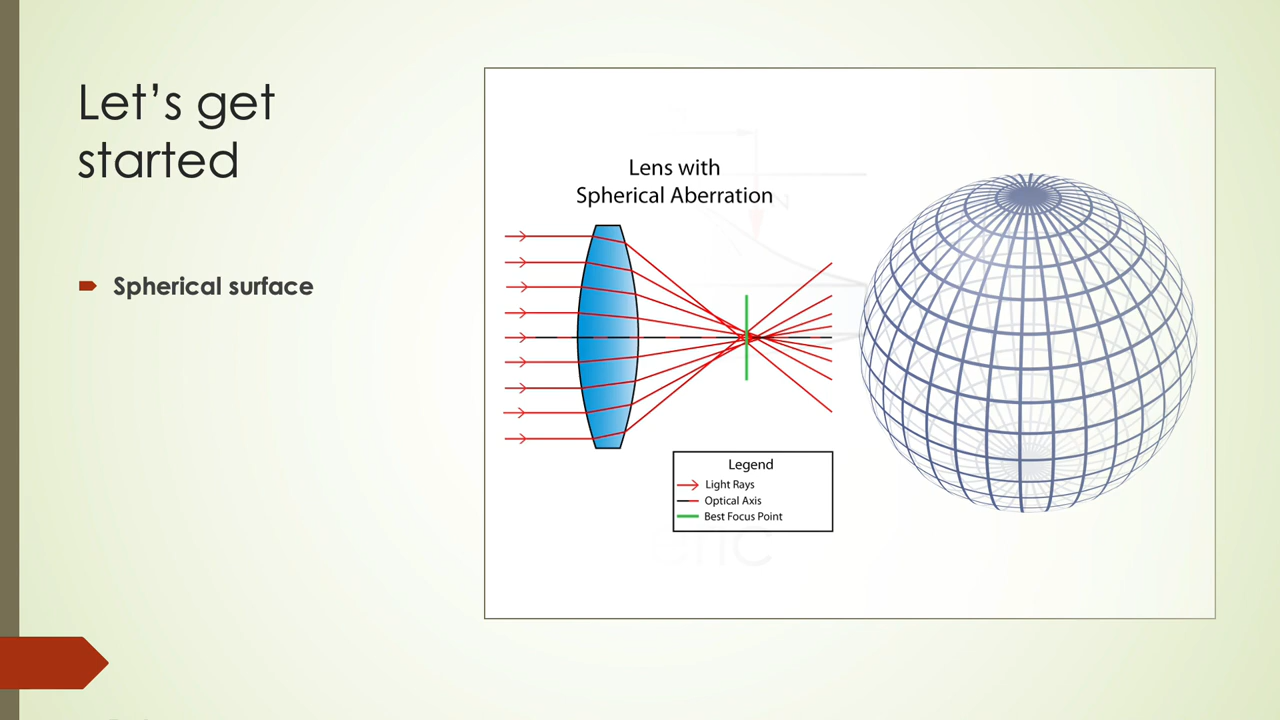 Let's get
started
Spherical surface
Lens with
Spherical Aberration
Legend
Light Rays
Optical Axis
Best Focus Point